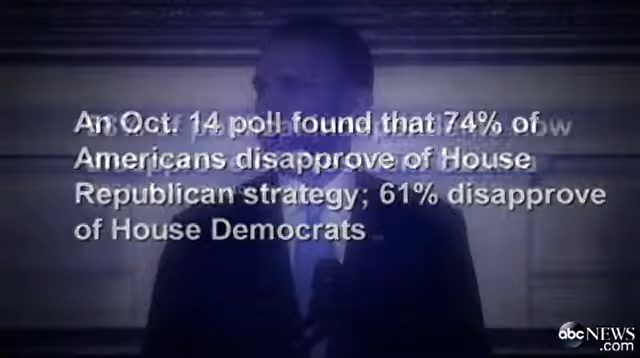 An Oct. 14 poll found that 74% of
Americans disapprove of House
Republican strategy; 61% disapprove
of House Democrats
abcNEWS
.com